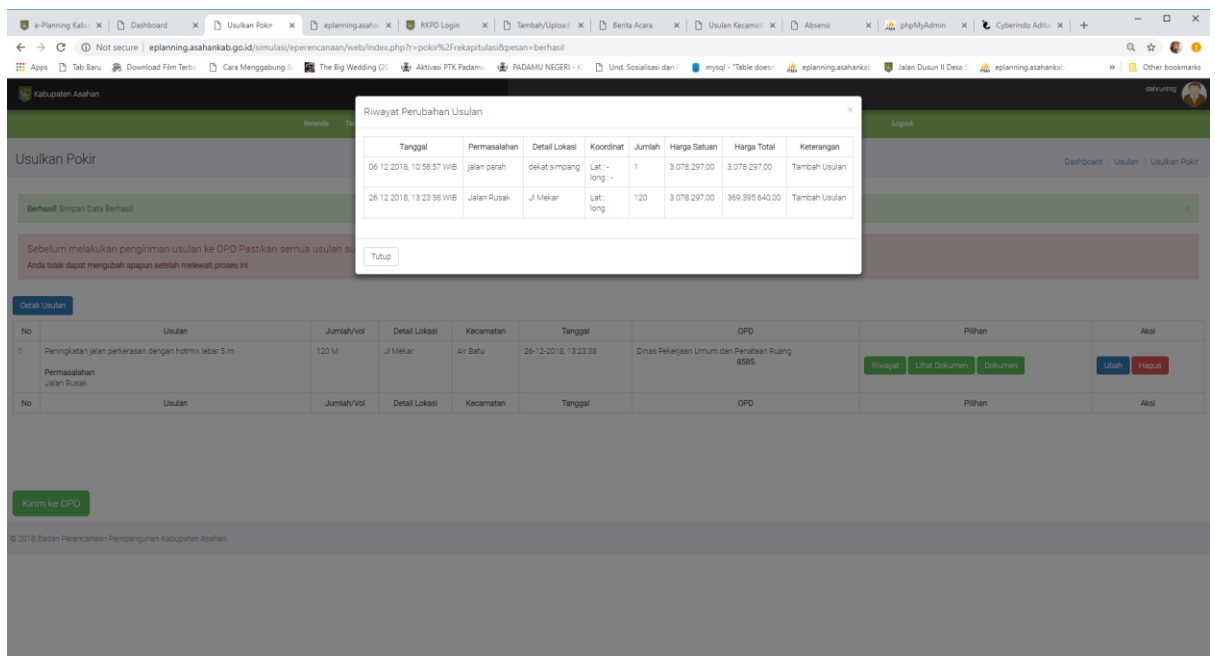 e-Planning Kabu
Dashboard
Usulkan Pokir
eplanning.asahan
RKPD Login
Tambah/Upload
Berita Acara
Usulan Kecamat
Absensi
phpMyAdmin
Cyberindo Adita
Not secure | eplanning.asahankab.go.id/simulasi/eperencanaan/web/index.php?r=pokir%2Frekapitulasi&pesan=berhasil
Apps
Tab Baru
Download Film Terba
Cara Menggabung
The Big Wedding (20
Aktivasi PTK Padamu
PADAMU NEGERI -
Und. Sosialisasi dan
mysql - "Table doesn
eplanning.asahankab
Jalan Dusun II Desa S
eplanning.asahankab
Other bookmarks
Kabupaten Asahan
Beranda
Logout
Usulkan Pokir
Dashboard / Usulan / Usulkan Pokir
Berhasil! Simpan Data Berhasil
Sebelum melakukan pengiriman usulan ke OPD Pastikan semua usulan su
Anda tidak dapat mengubah apapun setelah melewati proses ini
Riwayat Perubahan Usulan ×
Tanggal Permasalahan Detail Lokasi Koordinat Jumlah Harga Satuan Harga Total Keterangan
06 12 2018, 10:58:57 WIB jalan parah dekat simpang Lat : - 1 3.078.297,00 3.078.297,00 Tambah Usulan
long : -
26 12 2018, 13:23:38 WIB Jalan Rusak Jl Mekar Lat : 120 3.078.297,00 369.395.640,00 Tambah Usulan
long :
Tutup
Cetak Usulan
No Usulan Jumlah/vol Detail Lokasi Kecamatan Tanggal OPD Pilihan Aksi
1 Peningkatan jalan perkerasan dengan hotmix lebar 5 m 120 M Jl Mekar Air Batu 26-12-2018, 13:23:38 Dinas Pekerjaan Umum dan Penataan Ruang
8585
Riwayat Lihat Dokumen Dokumen Ubah Hapus
Permasalahan
Jalan Rusak
No Usulan Jumlah/Vol Detail Lokasi Kecamatan Tanggal OPD Pilihan Aksi
Kirim ke OPD
© 2018 Badan Perencanaan Pembangunan Kabupaten Asahan.